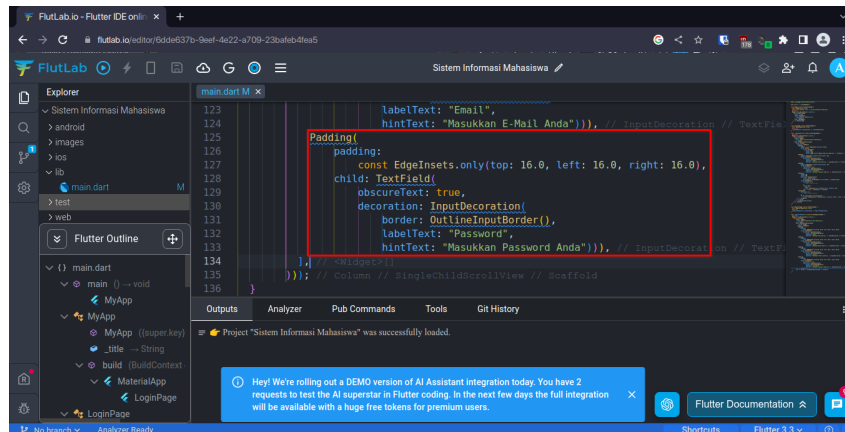 FlutLab.io - Flutter IDE onlin
flutlab.io/editor/6dde637b-9eef-4e22-a709-23bafeb4fea5
178
FlutLab
Sistem Informasi Mahasiswa
A
Explorer
main.dart M
Sistem Informasi Mahasiswa
android
images
ios
lib
main.dart M
test
web
1
Flutter Outline
{} main.dart
main () → void
MyApp
MyApp
MyApp ({super.key}
_title → String
build (BuildContext
MaterialApp
LoginPage
LoginPage
123 labelText: "Email",
124 hintText: "Masukkan E-Mail Anda"))), // InputDecoration // TextFie
125 Padding(
126 padding:
127 const EdgeInsets.only(top: 16.0, left: 16.0, right: 16.0),
128 child: TextField(
129 obscureText: true,
130 decoration: InputDecoration(
131 border: OutlineInputBorder(),
132 labelText: "Password",
133 hintText: "Masukkan Password Anda"))), // InputDecoration // TextF
134 ], // <Widget>[]
135 ))); // Column // SingleChildScrollView // Scaffold
136 }
Outputs Analyzer Pub Commands Tools Git History
Project "Sistem Informasi Mahasiswa" was successfully loaded.
Hey! We're rolling out a DEMO version of AI Assistant integration today. You have 2
requests to test the AI superstar in Flutter coding. In the next few days the full integration
will be available with a huge free tokens for premium users.
Flutter Documentation
No branch Analyzer Ready
Shortcuts Flutter 3.3